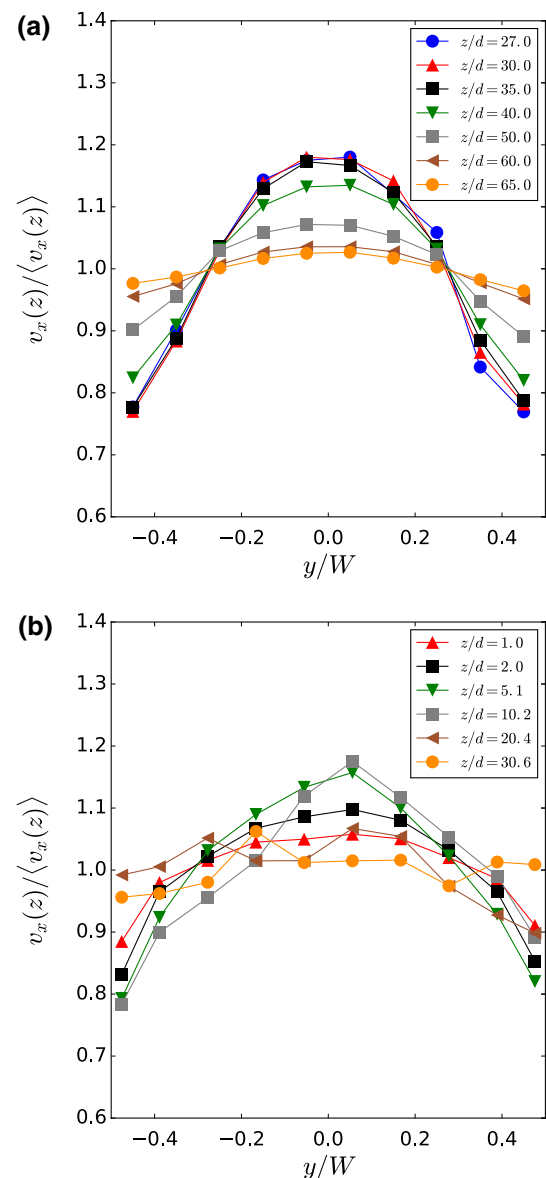 (a)
1.4
1.3
1.2
1.1
1.0
0.9
0.8
0.7
0.6
v_x(z)/⟨v_x(z)⟩
z/d = 27.0
z/d = 30.0
z/d = 35.0
z/d = 40.0
z/d = 50.0
z/d = 60.0
z/d = 65.0
−0.4 −0.2 0.0 0.2 0.4
y/W
(b)
1.4
1.3
1.2
1.1
1.0
0.9
0.8
0.7
0.6
v_x(z)/⟨v_x(z)⟩
z/d = 1.0
z/d = 2.0
z/d = 5.1
z/d = 10.2
z/d = 20.4
z/d = 30.6
−0.4 −0.2 0.0 0.2 0.4
y/W